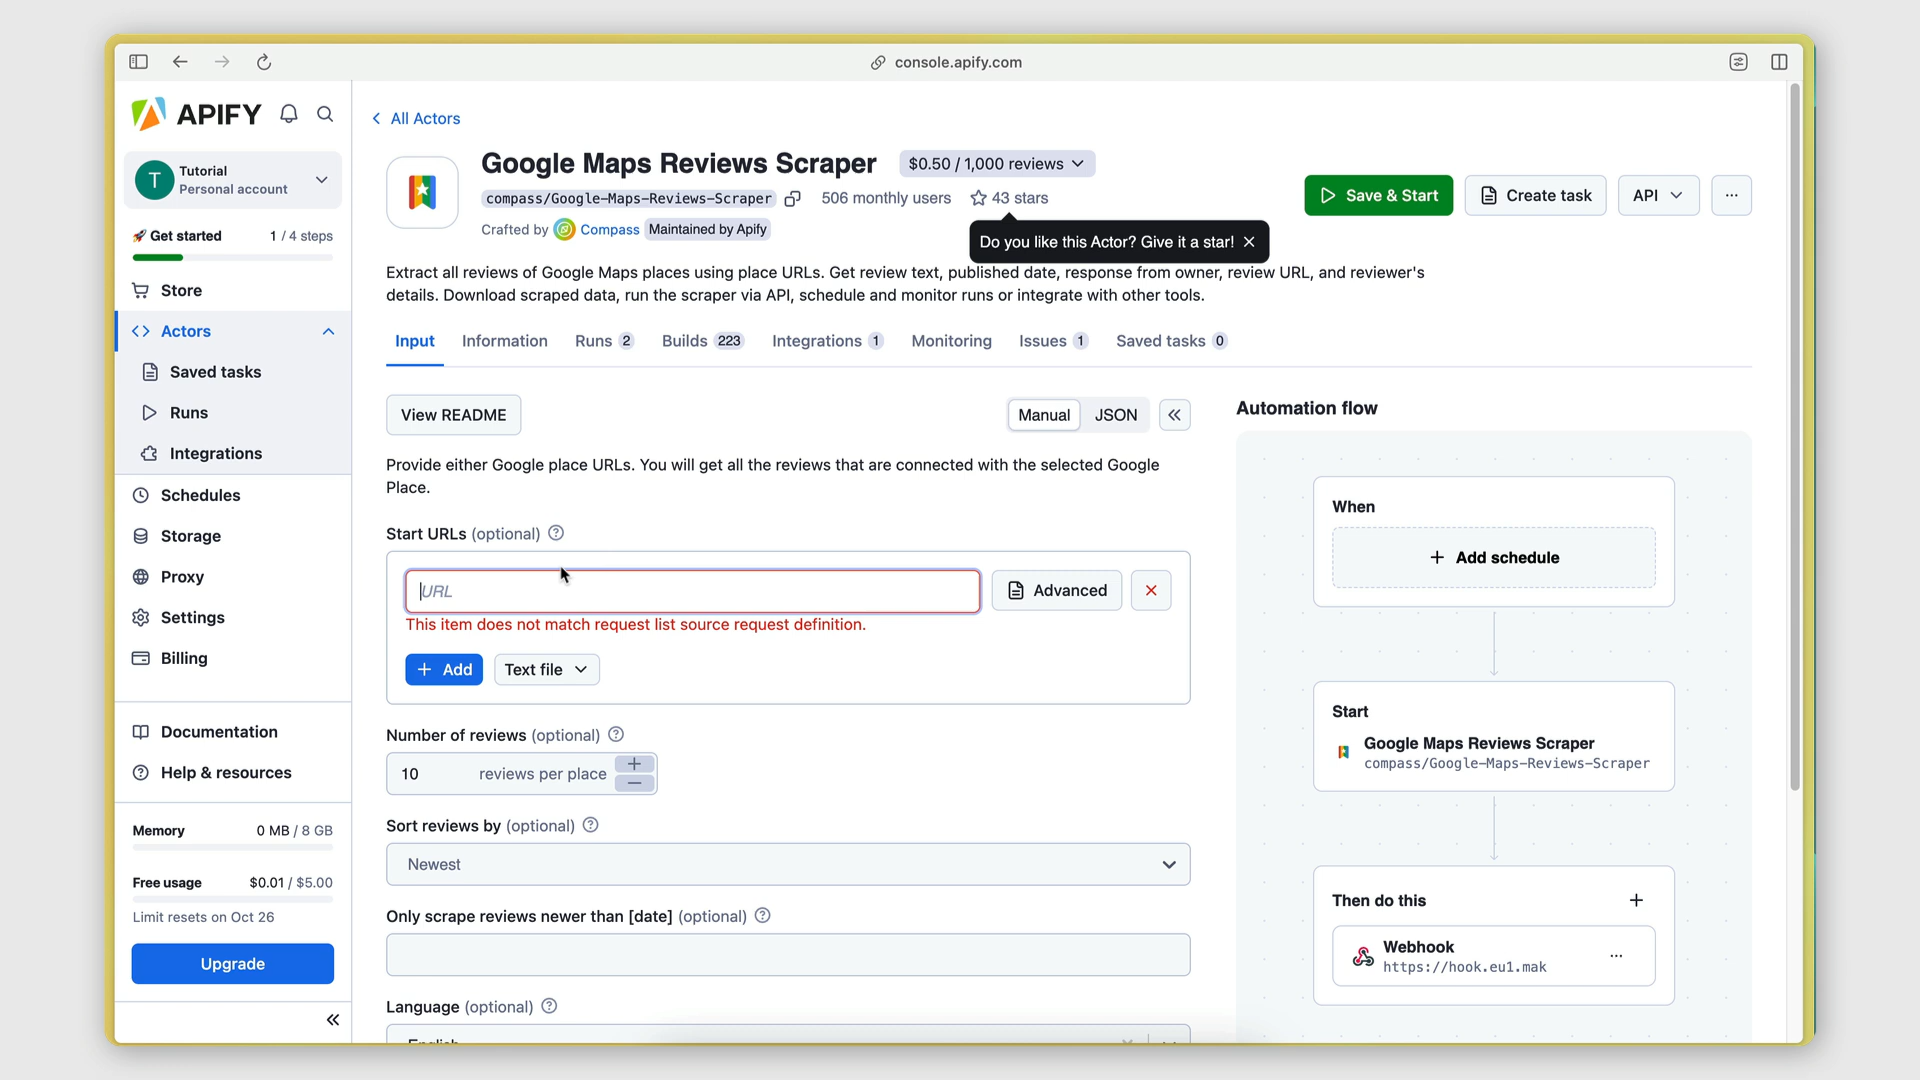 console.apify.com
APIFY
T
Tutorial
Personal account
🚀 Get started 1 / 4 steps
Store
Actors
Saved tasks
Runs
Integrations
Schedules
Storage
Proxy
Settings
Billing
Documentation
Help & resources
Memory 0 MB / 8 GB
Free usage $0.01 / $5.00
Limit resets on Oct 26
Upgrade
All Actors
Google Maps Reviews Scraper $0.50 / 1,000 reviews
compass/Google-Maps-Reviews-Scraper 506 monthly users 43 stars
Crafted by Compass Maintained by Apify
Do you like this Actor? Give it a star!
Save & Start Create task API ...
Extract all reviews of Google Maps places using place URLs. Get review text, published date, response from owner, review URL, and reviewer's
details. Download scraped data, run the scraper via API, schedule and monitor runs or integrate with other tools.
Input Information Runs 2 Builds 223 Integrations 1 Monitoring Issues 1 Saved tasks 0
View README
Manual JSON
Provide either Google place URLs. You will get all the reviews that are connected with the selected Google
Place.
Start URLs (optional)
URL
Advanced
This item does not match request list source request definition.
+ Add
Text file
Number of reviews (optional)
10 reviews per place
Sort reviews by (optional)
Newest
Only scrape reviews newer than [date] (optional)
Language (optional)
English
Automation flow
When
+ Add schedule
Start
Google Maps Reviews Scraper
compass/Google-Maps-Reviews-Scraper
Then do this +
Webhook
https://hook.eu1.mak
...